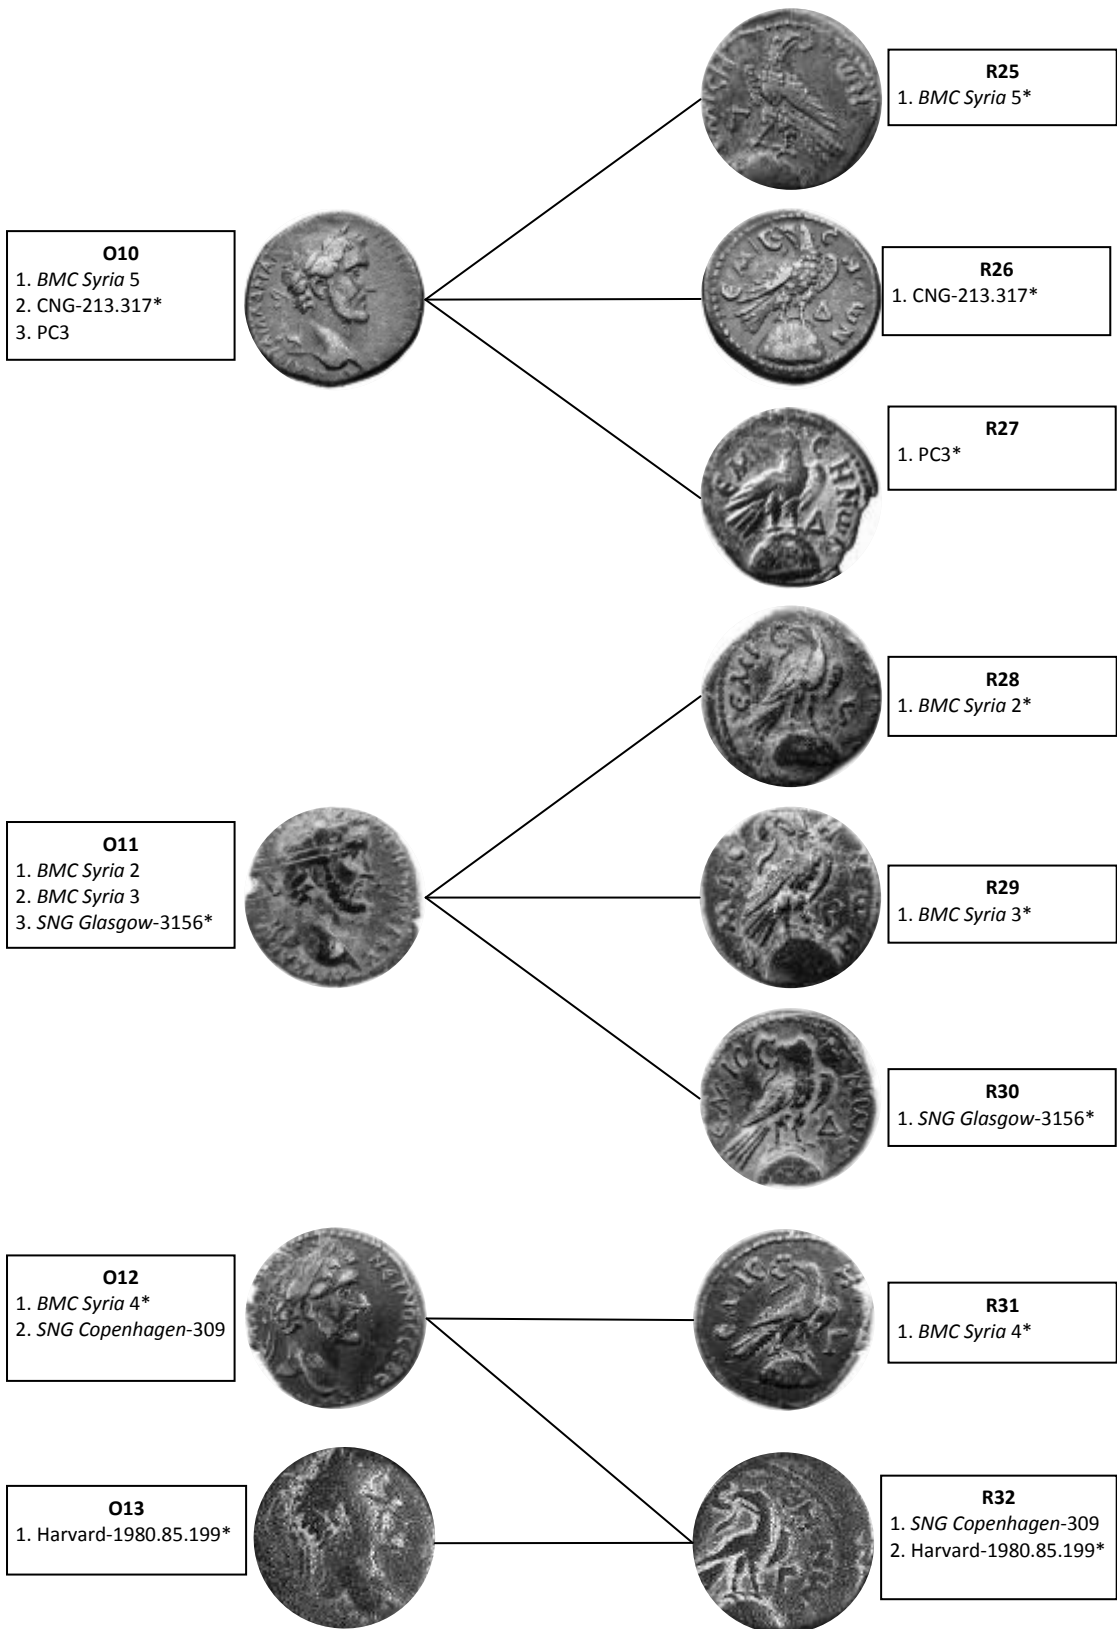 R25
1. BMC Syria 5*
O10
1. BMC Syria 5
2. CNG-213.317*
3. PC3
R26
1. CNG-213.317*
R27
1. PC3*
R28
1. BMC Syria 2*
O11
1. BMC Syria 2
2. BMC Syria 3
3. SNG Glasgow-3156*
R29
1. BMC Syria 3*
R30
1. SNG Glasgow-3156*
O12
1. BMC Syria 4*
2. SNG Copenhagen-309
R31
1. BMC Syria 4*
O13
1. Harvard-1980.85.199*
R32
1. SNG Copenhagen-309
2. Harvard-1980.85.199*